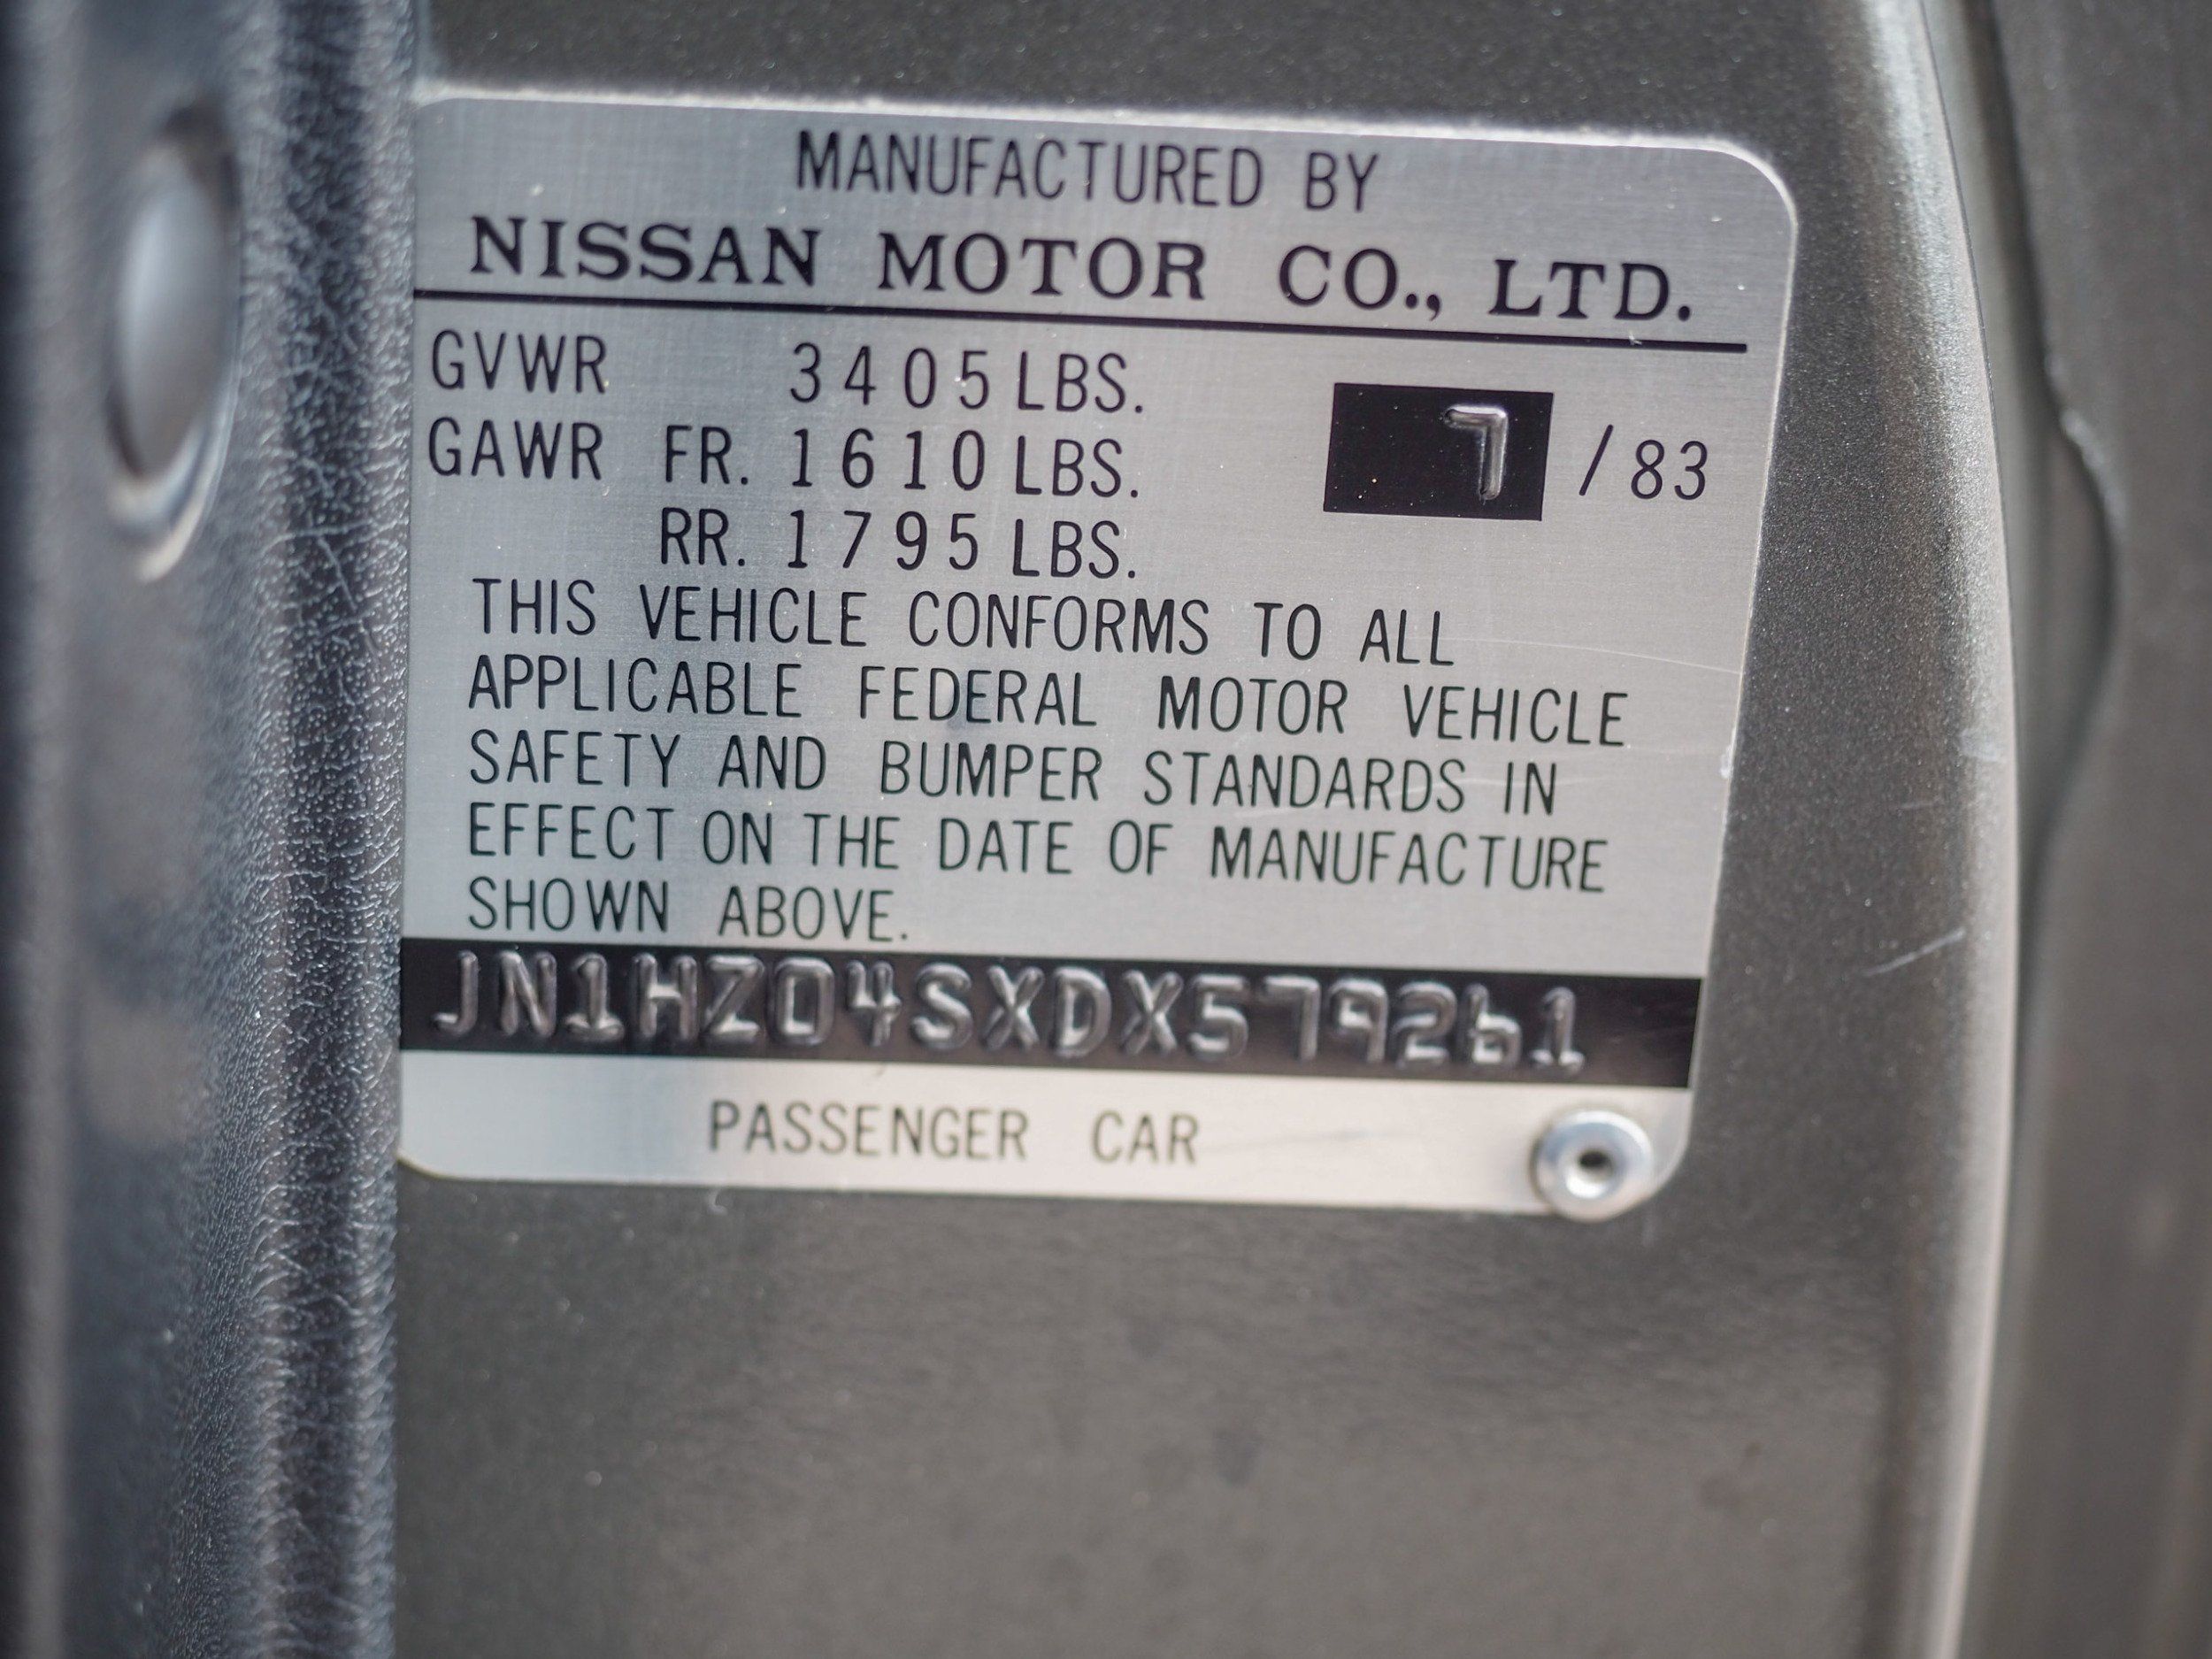 MANUFACTURED BY
NISSAN MOTOR CO., LTD.
GVWR 3405 LBS.
GAWR FR. 1610 LBS. 7 / 83
RR. 1795 LBS.
THIS VEHICLE CONFORMS TO ALL
APPLICABLE FEDERAL MOTOR VEHICLE
SAFETY AND BUMPER STANDARDS IN
EFFECT ON THE DATE OF MANUFACTURE
SHOWN ABOVE.
JN1HZ04SXDX579261
PASSENGER CAR